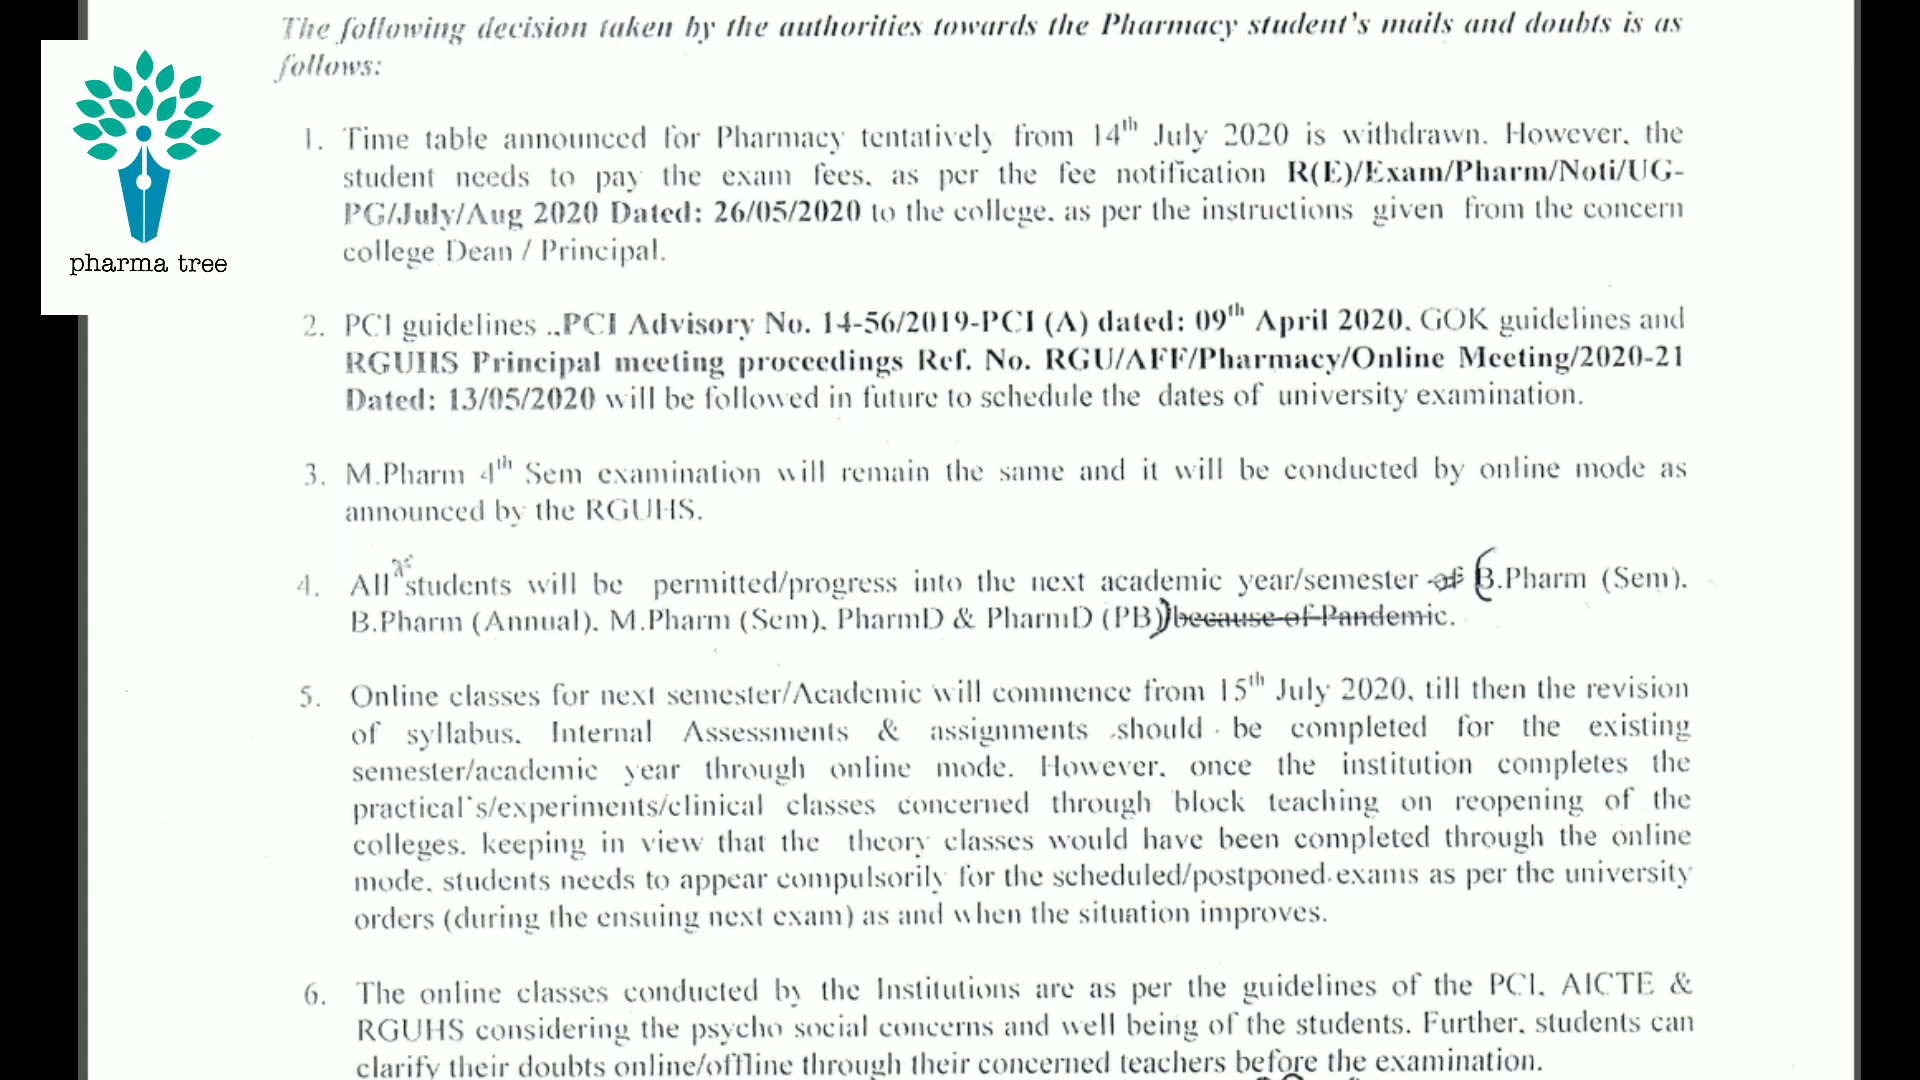 The following decision taken by the authorities towards the Pharmacy student's mails and doubts is as
follows:
pharma tree
1. Time table announced for Pharmacy tentatively from 14th July 2020 is withdrawn. However, the
student needs to pay the exam fees, as per the fee notification R(E)/Exam/Pharm/Noti/UG-
PG/July/Aug 2020 Dated: 26/05/2020 to the college, as per the instructions given from the concern
college Dean / Principal.
2. PCI guidelines ..PCI Advisory No. 14-56/2019-PCI (A) dated: 09th April 2020, GOK guidelines and
RGUHS Principal meeting proceedings Ref. No. RGU/AFF/Pharmacy/Online Meeting/2020-21
Dated: 13/05/2020 will be followed in future to schedule the dates of university examination.
3. M.Pharm 4th Sem examination will remain the same and it will be conducted by online mode as
announced by the RGUHS.
4. All students will be permitted/progress into the next academic year/semester of (B.Pharm (Sem),
B.Pharm (Annual), M.Pharm (Sem), PharmD & PharmD (PB)) because of Pandemic.
5. Online classes for next semester/Academic will commence from 15th July 2020, till then the revision
of syllabus, Internal Assessments & assignments should be completed for the existing
semester/academic year through online mode. However, once the institution completes the
practical's/experiments/clinical classes concerned through block teaching on reopening of the
colleges, keeping in view that the theory classes would have been completed through the online
mode, students needs to appear compulsorily for the scheduled/postponed exams as per the university
orders (during the ensuing next exam) as and when the situation improves.
6. The online classes conducted by the Institutions are as per the guidelines of the PCI, AICTE &
RGUHS considering the psycho social concerns and well being of the students. Further, students can
clarify their doubts online/offline through their concerned teachers before the examination.